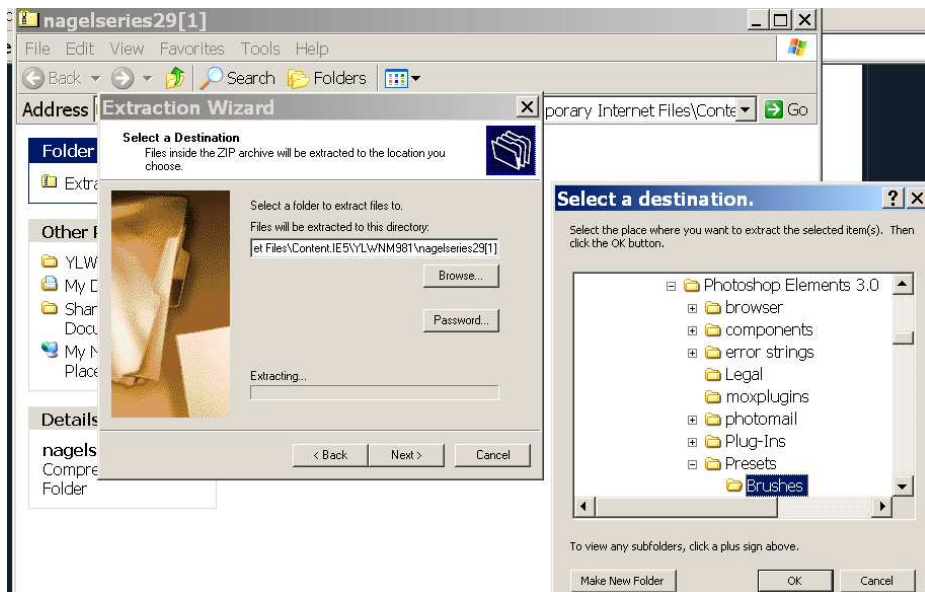 nagelseries29[1]
File Edit View Favorites Tools Help
Back Search Folders
Address porary Internet Files\Conte Go
Extraction Wizard
Select a Destination
Files inside the ZIP archive will be extracted to the location you
choose.
Select a folder to extract files to.
Files will be extracted to this directory:
et Files\Content.IE5\YLWNM981\nagelseries29[1]
Browse...
Password...
Extracting...
< Back Next > Cancel
Folder
Extra
Other P
YLW
My D
Shar
Docu
My N
Place
Details
nagels
Compre
Folder
Select a destination.
Select the place where you want to extract the selected item(s). Then
click the OK button.
Photoshop Elements 3.0
browser
components
error strings
Legal
moxplugins
photomail
Plug-Ins
Presets
Brushes
To view any subfolders, click a plus sign above.
Make New Folder OK Cancel